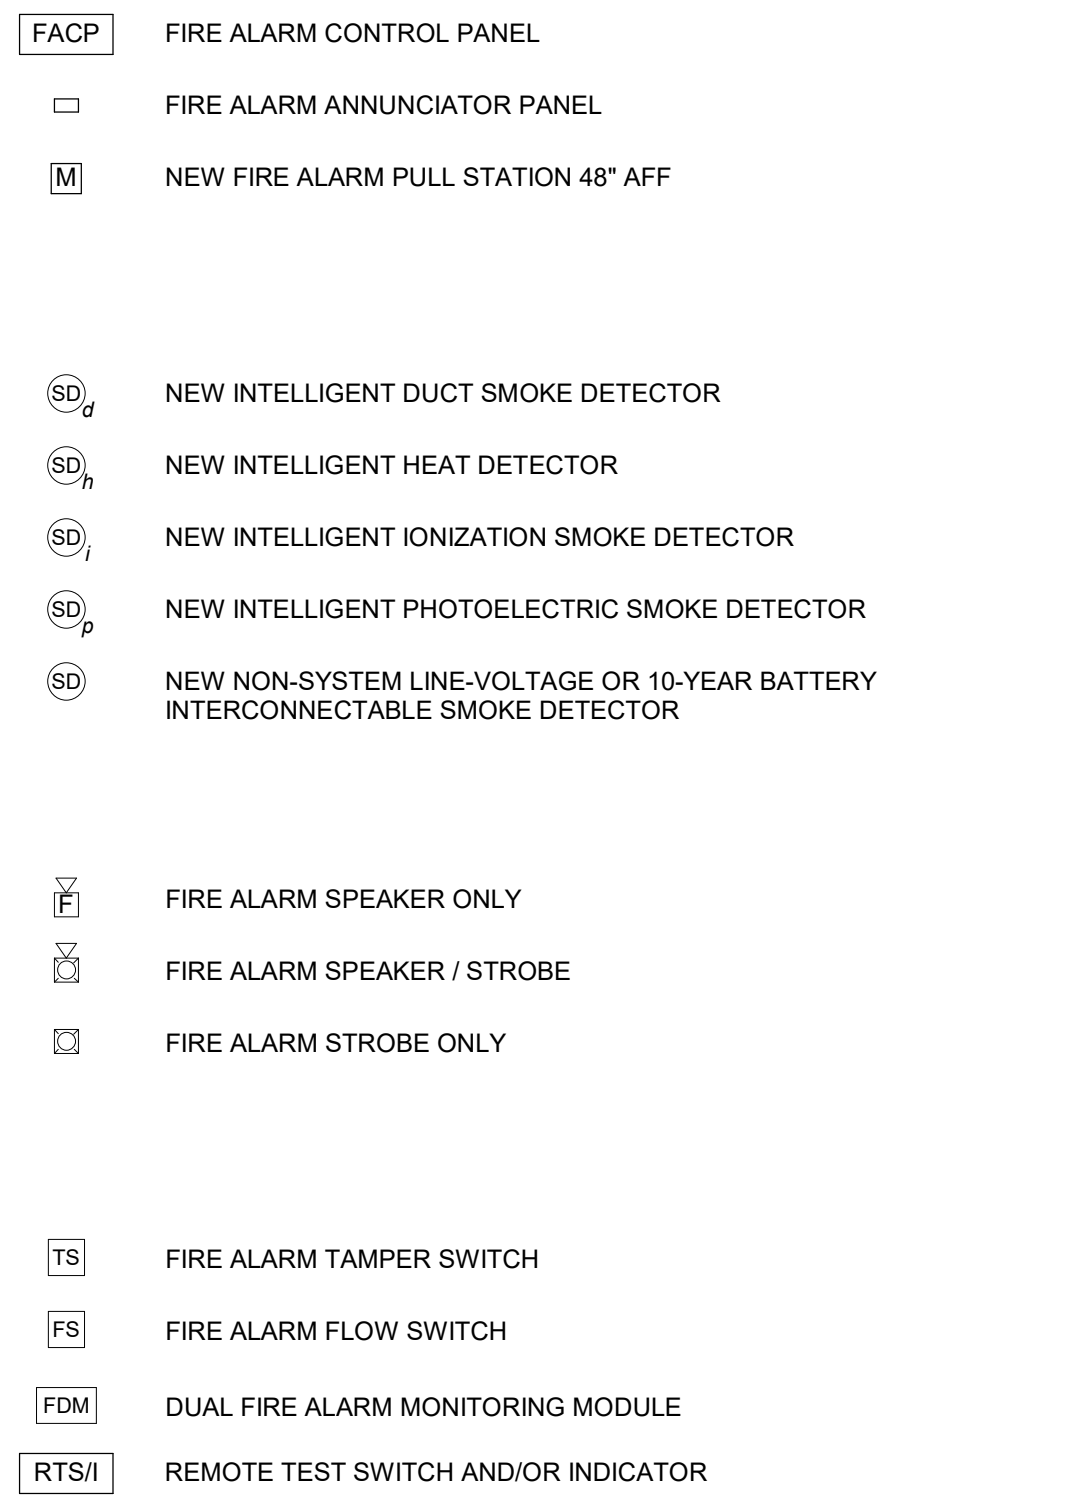 FACP FIRE ALARM CONTROL PANEL
FIRE ALARM ANNUNCIATOR PANEL
M NEW FIRE ALARM PULL STATION 48" AFF
SD d NEW INTELLIGENT DUCT SMOKE DETECTOR
SD h NEW INTELLIGENT HEAT DETECTOR
SD i NEW INTELLIGENT IONIZATION SMOKE DETECTOR
SD p NEW INTELLIGENT PHOTOELECTRIC SMOKE DETECTOR
SD NEW NON-SYSTEM LINE-VOLTAGE OR 10-YEAR BATTERY
INTERCONNECTABLE SMOKE DETECTOR
F FIRE ALARM SPEAKER ONLY
FIRE ALARM SPEAKER / STROBE
FIRE ALARM STROBE ONLY
TS FIRE ALARM TAMPER SWITCH
FS FIRE ALARM FLOW SWITCH
FDM DUAL FIRE ALARM MONITORING MODULE
RTS/I REMOTE TEST SWITCH AND/OR INDICATOR